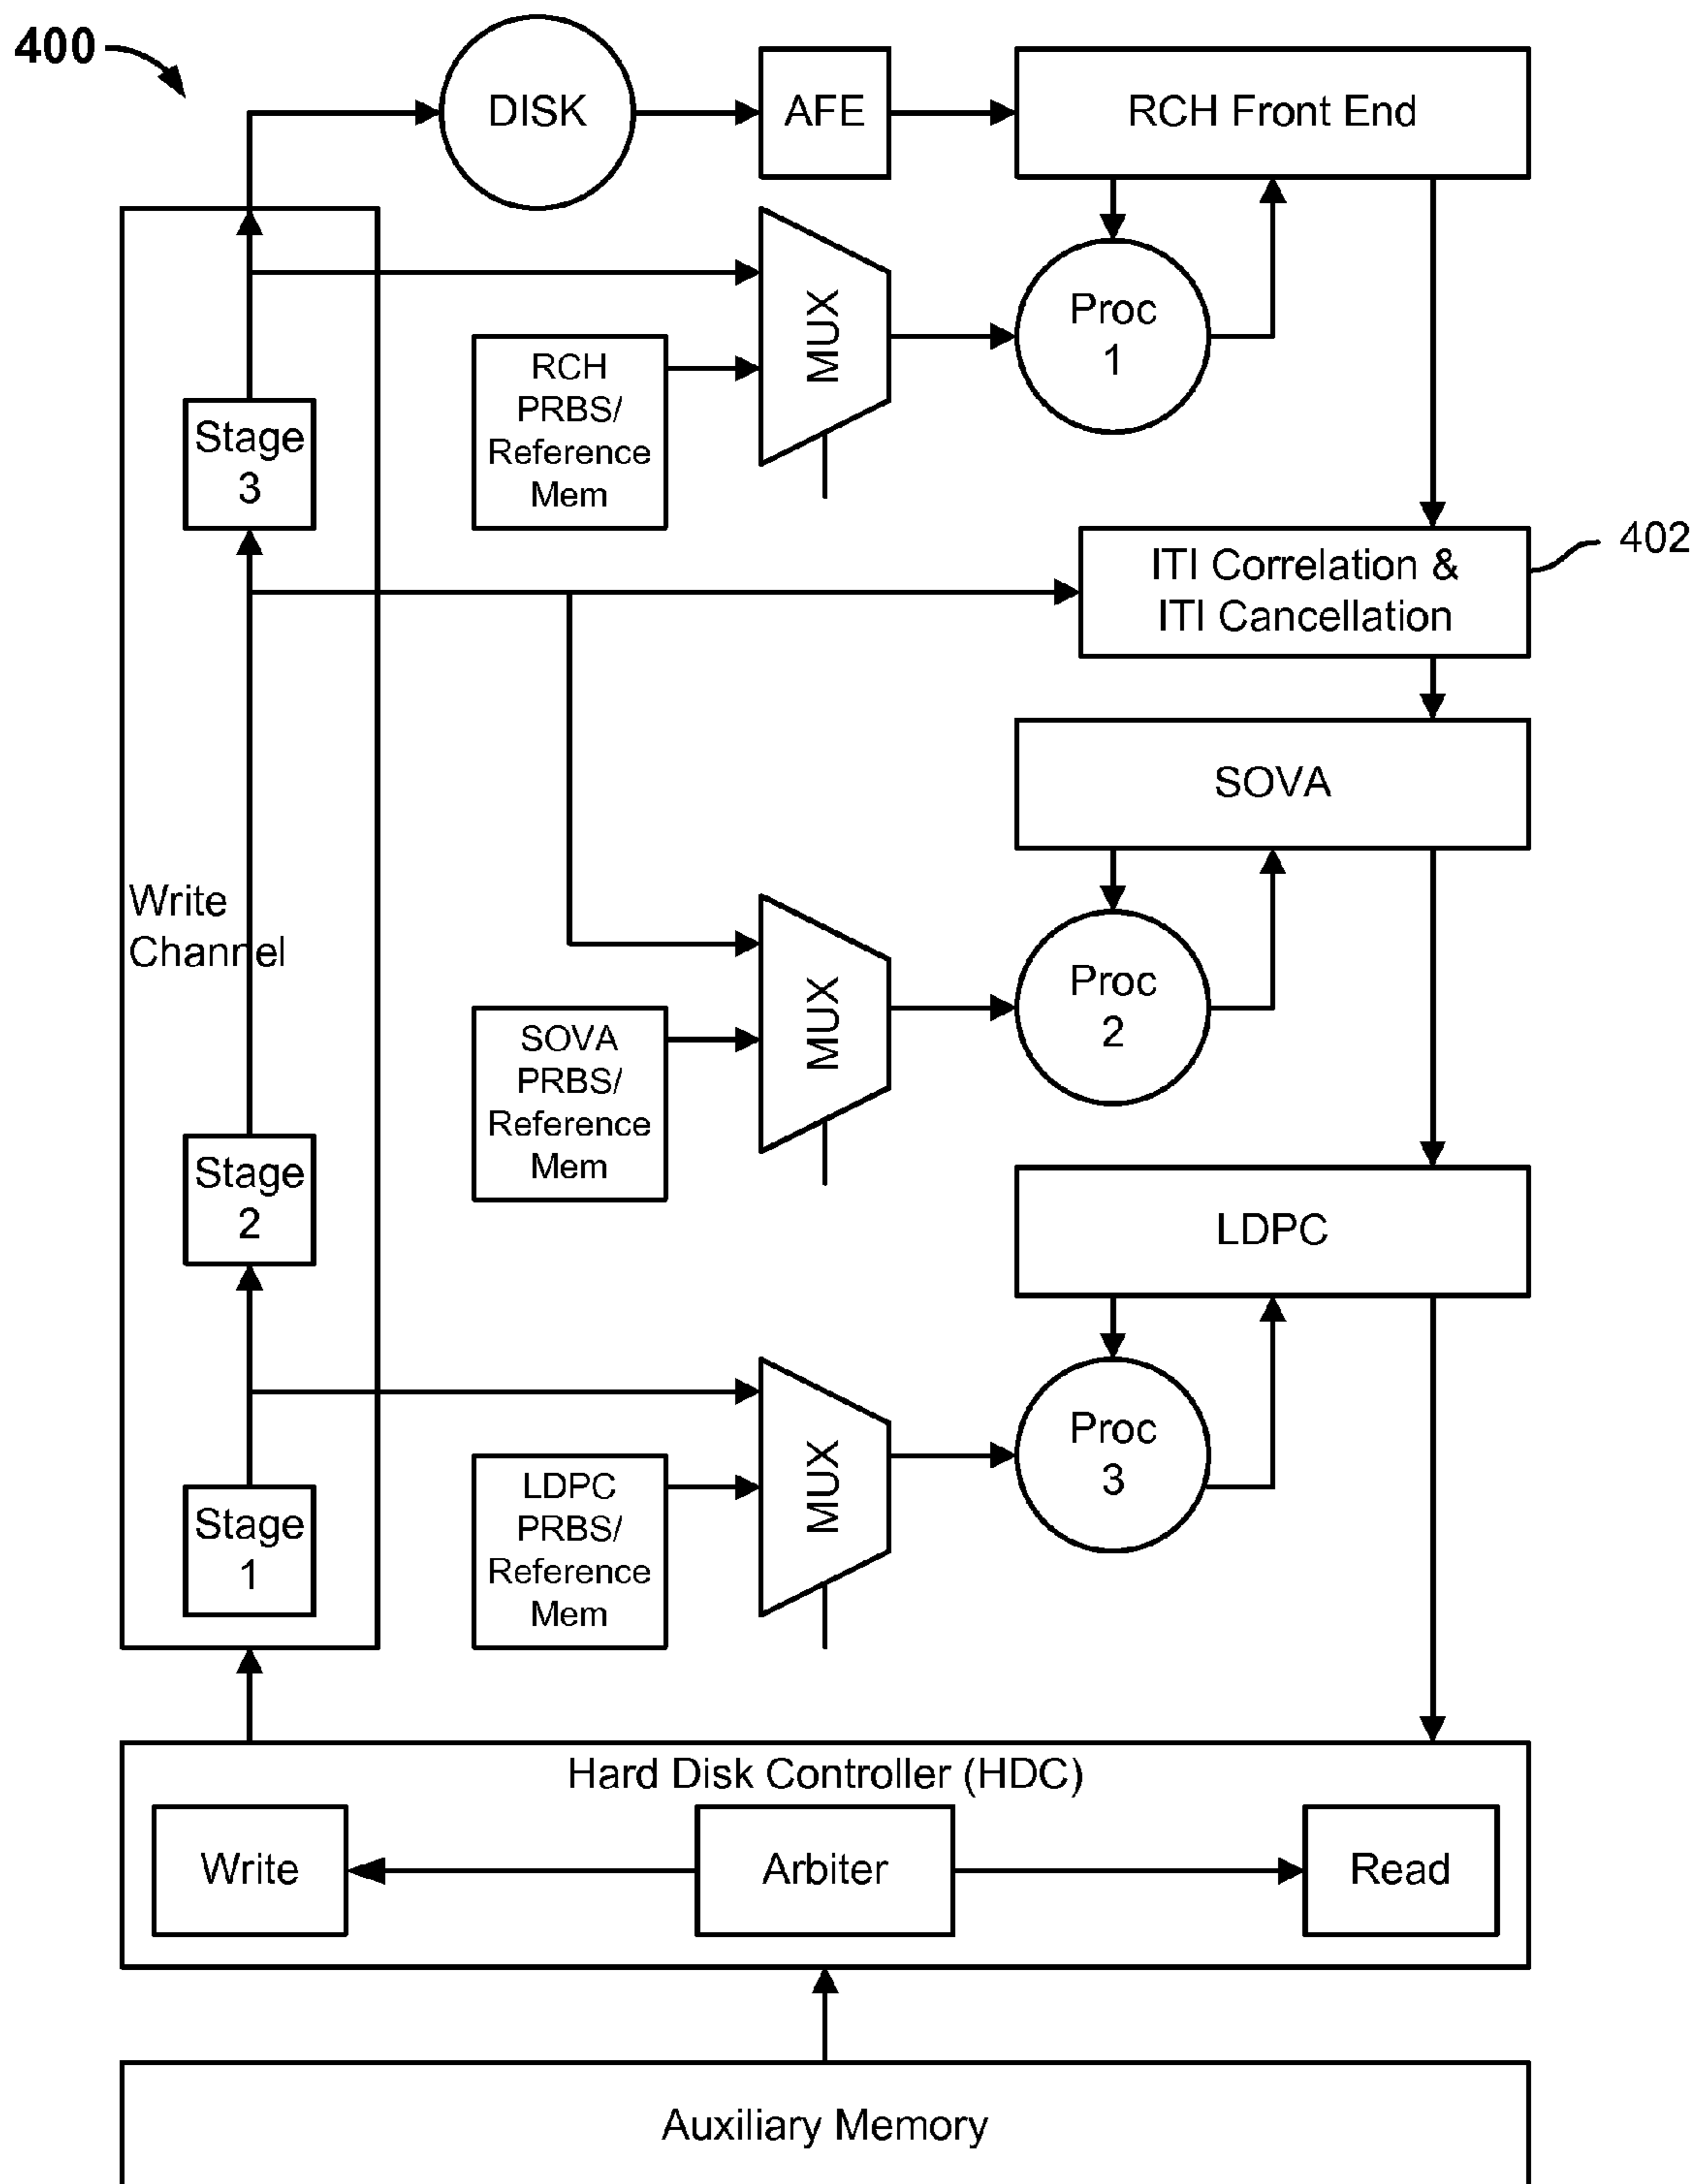 400
DISK
AFE
RCH Front End
MUX
Proc
1
RCH
PRBS/
Reference
Mem
Stage
3
ITI Correlation &
ITI Cancellation
402
SOVA
Write
Channel
MUX
Proc
2
SOVA
PRBS/
Reference
Mem
Stage
2
LDPC
MUX
Proc
3
LDPC
PRBS/
Reference
Mem
Stage
1
Hard Disk Controller (HDC)
Write
Arbiter
Read
Auxiliary Memory